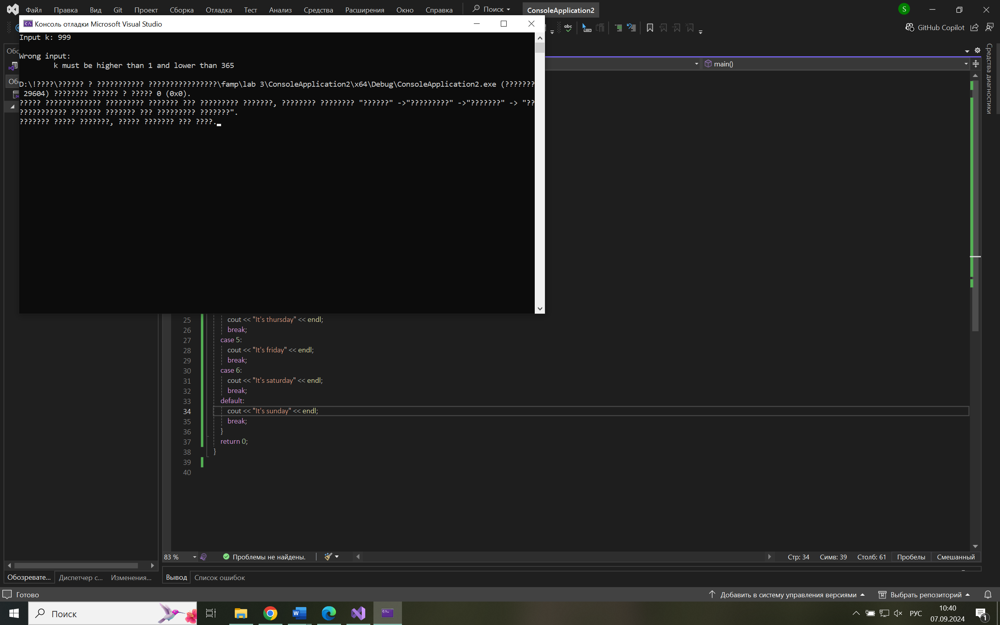 Файл Правка Вид Git Проект Сборка Отладка Тест Анализ Средства Расширения Окно Справка Поиск ConsoleApplication2 S
Консоль отладки Microsoft Visual Studio
abc GitHub Copilot
Input k: 999
Wrong input:
k must be higher than 1 and lower than 365
D:\!????\?????? ? ??????????? ????????????????\famp\lab 3\ConsoleApplication2\x64\Debug\ConsoleApplication2.exe (???????
29604) ???????? ?????? ? ????? 0 (0x0).
????? ????????????? ????????? ??????? ??? ????????? ???????, ???????? ???????? "??????" ->"?????????" ->"???????" -> "??
??????????? ??????? ??????? ??? ????????? ???????".
??????? ????? ???????, ????? ??????? ??? ????.
main()
Средства диагностики
25 cout << "It's thursday" << endl;
26 break;
27 case 5:
28 cout << "It's friday" << endl;
29 break;
30 case 6:
31 cout << "It's saturday" << endl;
32 break;
33 default:
34 cout << "It's sunday" << endl;
35 break;
36 }
37 return 0;
38 }
39
40
83 % Проблемы не найдены. Стр: 34 Симв: 39 Столб: 61 Пробелы Смешанный
Обозревате... Диспетчер с... Изменения... Вывод Список ошибок
Готово Добавить в систему управления версиями Выбрать репозиторий
Поиск РУС 10:40
07.09.2024 1